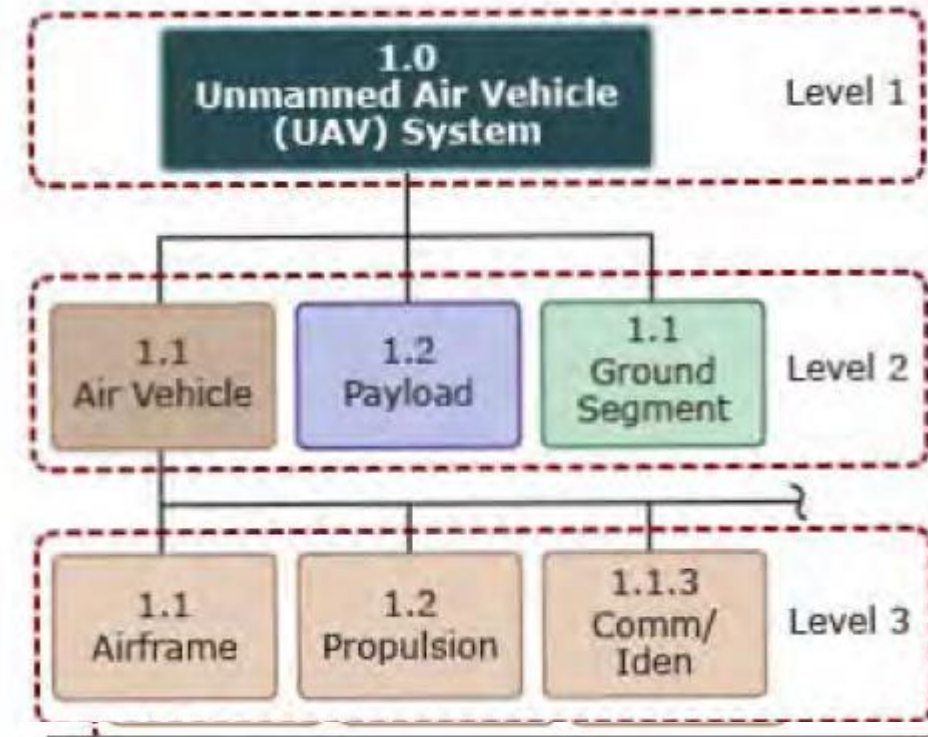 1.0
Unmanned Air Vehicle
(UAV) System
Level 1
1.1
Air Vehicle
1.2
Payload
1.1
Ground
Segment
Level 2
1.1
Airframe
1.2
Propulsion
1.1.3
Comm/
Iden
Level 3